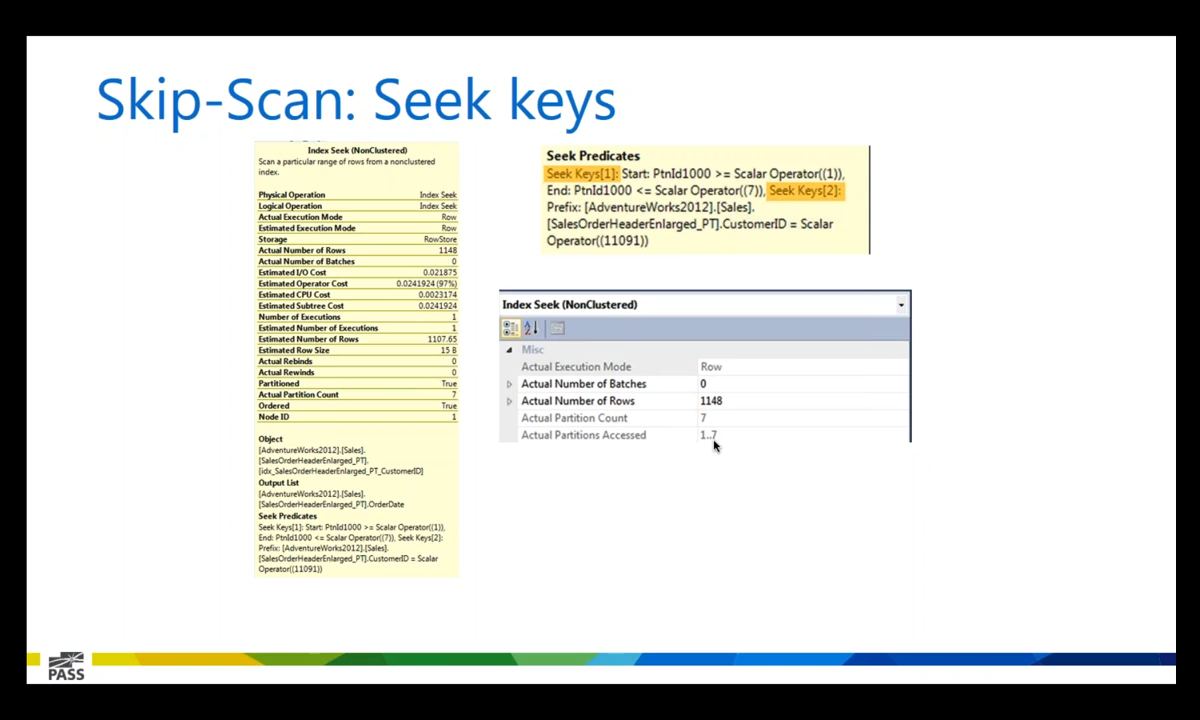 Skip-Scan: Seek keys
Index Seek (NonClustered)
Scan a particular range of rows from a nonclustered
index.
Physical Operation Index Seek
Logical Operation Index Seek
Actual Execution Mode Row
Estimated Execution Mode Row
Storage RowStore
Actual Number of Rows 1148
Actual Number of Batches 0
Estimated I/O Cost 0.021875
Estimated Operator Cost 0.0241924 (97%)
Estimated CPU Cost 0.0023174
Estimated Subtree Cost 0.0241924
Number of Executions 1
Estimated Number of Executions 1
Estimated Number of Rows 1107.65
Estimated Row Size 15 B
Actual Rebinds 0
Actual Rewinds 0
Partitioned True
Actual Partition Count 7
Ordered True
Node ID 1
Object
[AdventureWorks2012].[Sales].
[SalesOrderHeaderEnlarged_PT].
[idx_SalesOrderHeaderEnlarged_PT_CustomerID]
Output List
[AdventureWorks2012].[Sales].
[SalesOrderHeaderEnlarged_PT].OrderDate
Seek Predicates
Seek Keys[1]: Start: PtnId1000 >= Scalar Operator((1)),
End: PtnId1000 <= Scalar Operator((7)), Seek Keys[2]:
Prefix: [AdventureWorks2012].[Sales].
[SalesOrderHeaderEnlarged_PT].CustomerID = Scalar
Operator((11091))
Seek Predicates
Seek Keys[1]: Start: PtnId1000 >= Scalar Operator((1)),
End: PtnId1000 <= Scalar Operator((7)), Seek Keys[2]:
Prefix: [AdventureWorks2012].[Sales].
[SalesOrderHeaderEnlarged_PT].CustomerID = Scalar
Operator((11091))
Index Seek (NonClustered)
Misc
Actual Execution Mode Row
Actual Number of Batches 0
Actual Number of Rows 1148
Actual Partition Count 7
Actual Partitions Accessed 1..7
PASS